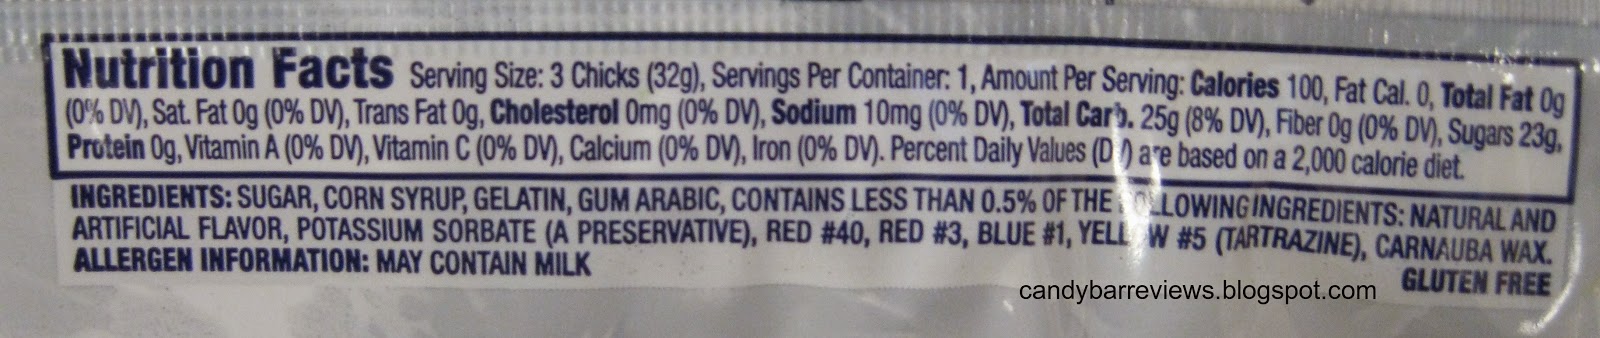 Nutrition Facts Serving Size: 3 Chicks (32g), Servings Per Container: 1, Amount Per Serving: Calories 100, Fat Cal. 0, Total Fat 0g
(0% DV), Sat. Fat 0g (0% DV), Trans Fat 0g, Cholesterol 0mg (0% DV), Sodium 10mg (0% DV), Total Carb. 25g (8% DV), Fiber 0g (0% DV), Sugars 23g,
Protein 0g, Vitamin A (0% DV), Vitamin C (0% DV), Calcium (0% DV), Iron (0% DV). Percent Daily Values (DV) are based on a 2,000 calorie diet.
INGREDIENTS: SUGAR, CORN SYRUP, GELATIN, GUM ARABIC, CONTAINS LESS THAN 0.5% OF THE FOLLOWING INGREDIENTS: NATURAL AND
ARTIFICIAL FLAVOR, POTASSIUM SORBATE (A PRESERVATIVE), RED #40, RED #3, BLUE #1, YELLOW #5 (TARTRAZINE), CARNAUBA WAX.
ALLERGEN INFORMATION: MAY CONTAIN MILK
GLUTEN FREE
candybarreviews.blogspot.com